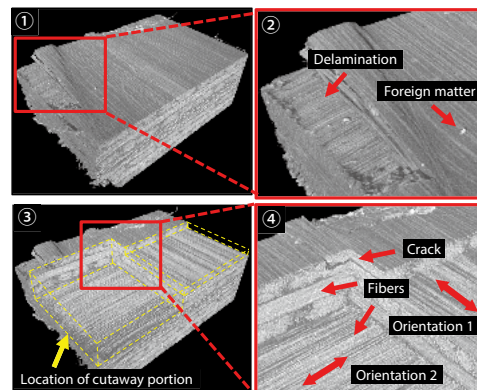 ①
②
Delamination
Foreign matter
③
④
Crack
Fibers
Orientation 1
Location of cutaway portion
Orientation 2